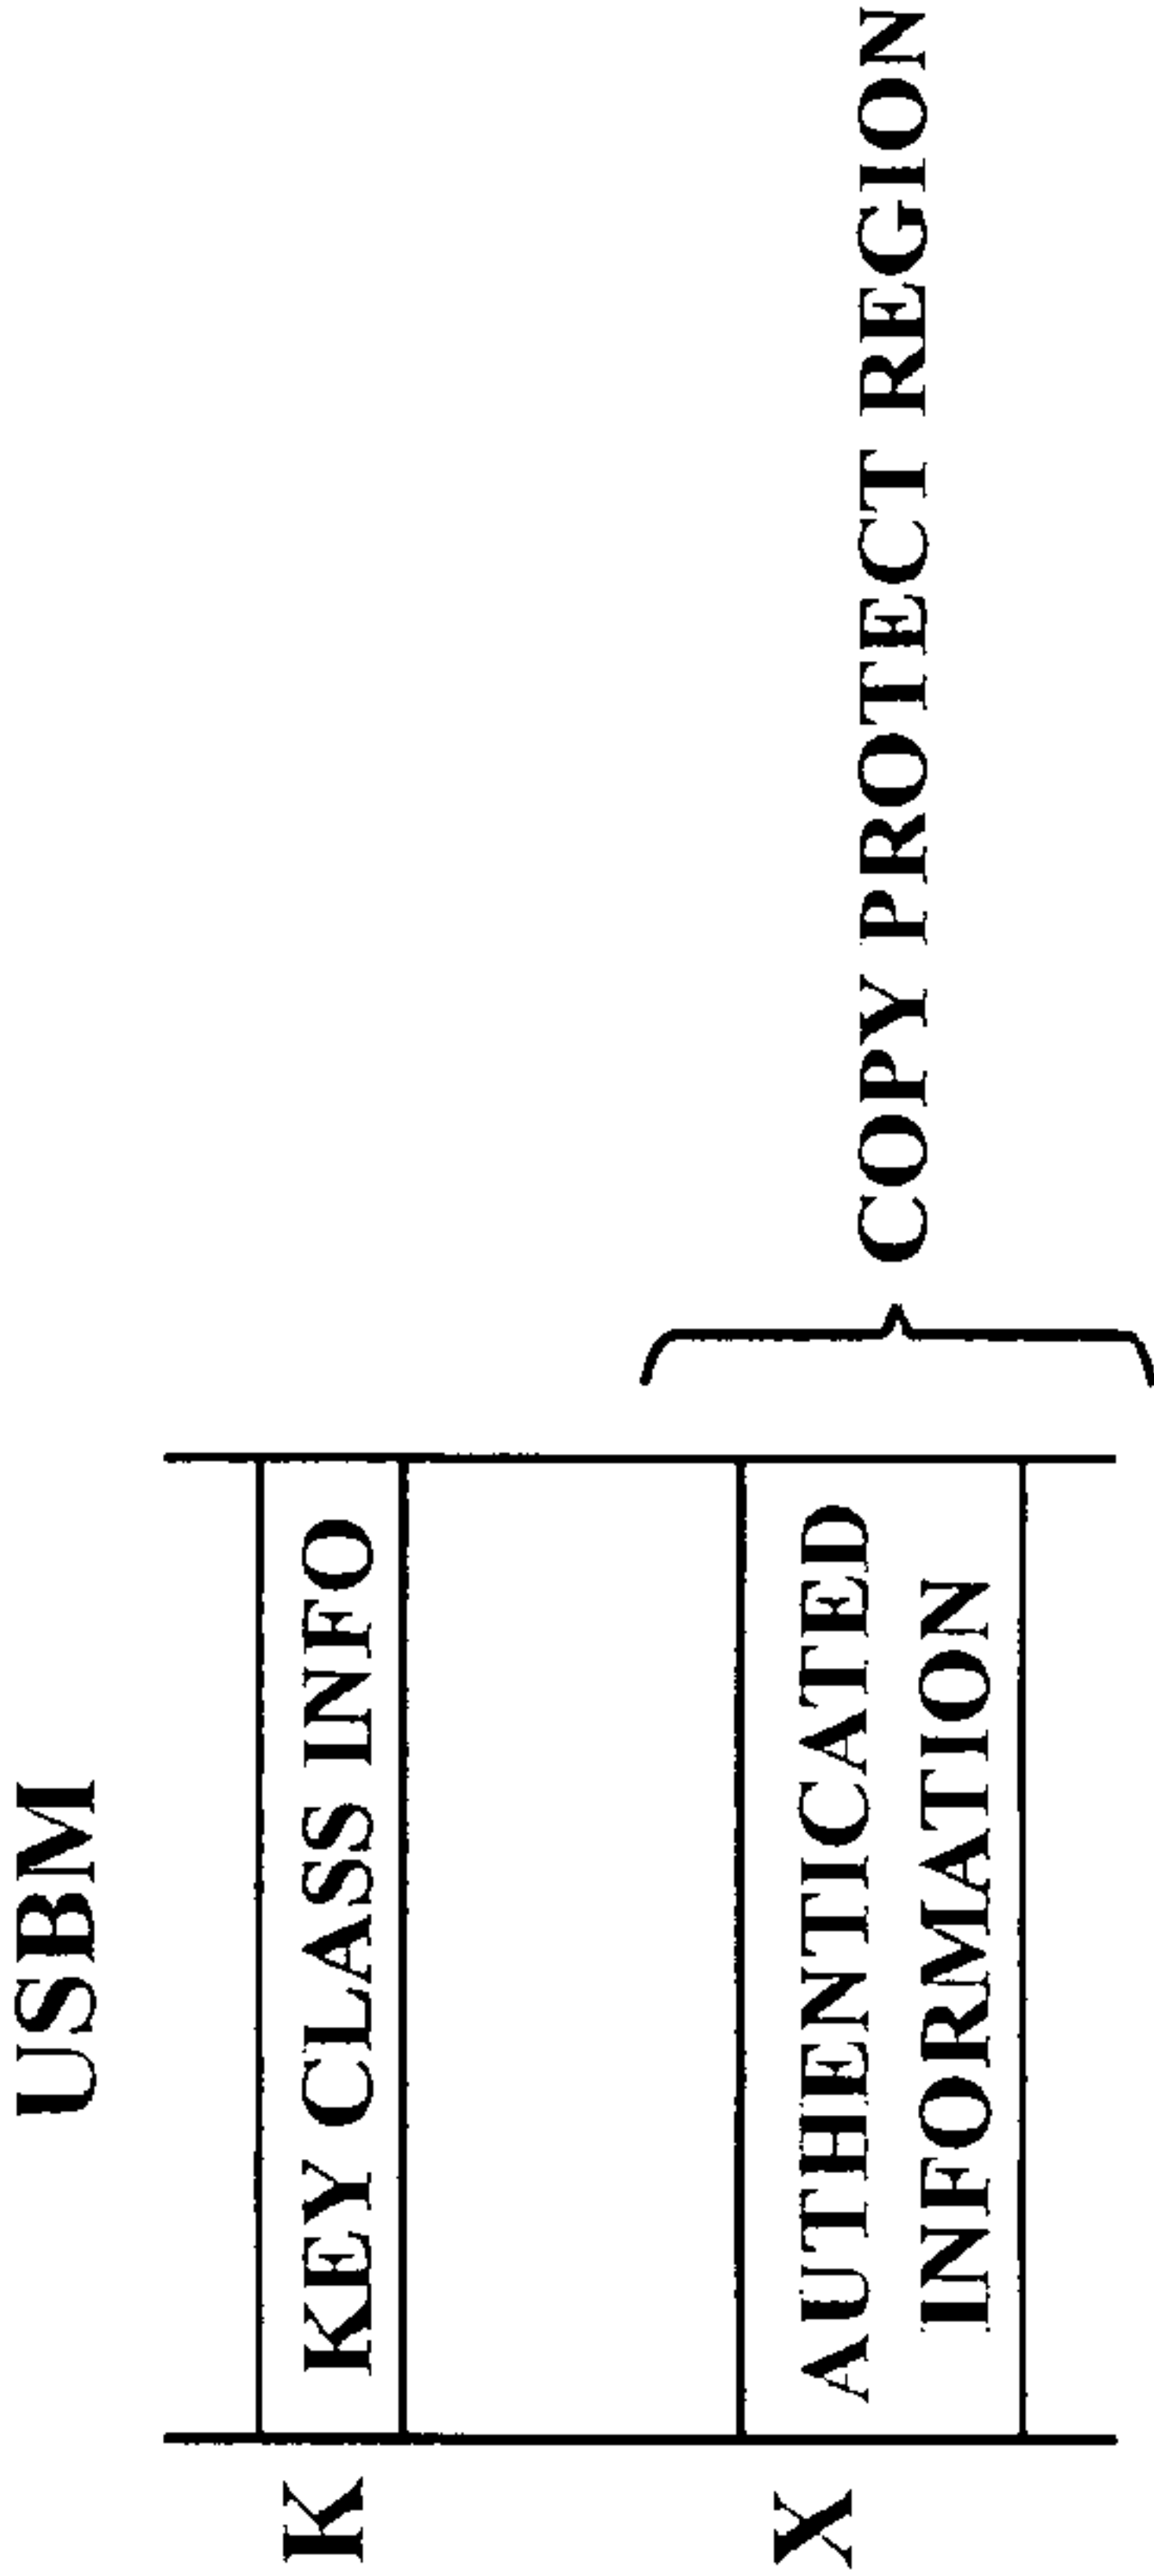 USBM
K
KEY CLASS INFO
X
AUTHENTICATED
INFORMATION
COPY PROTECT REGION